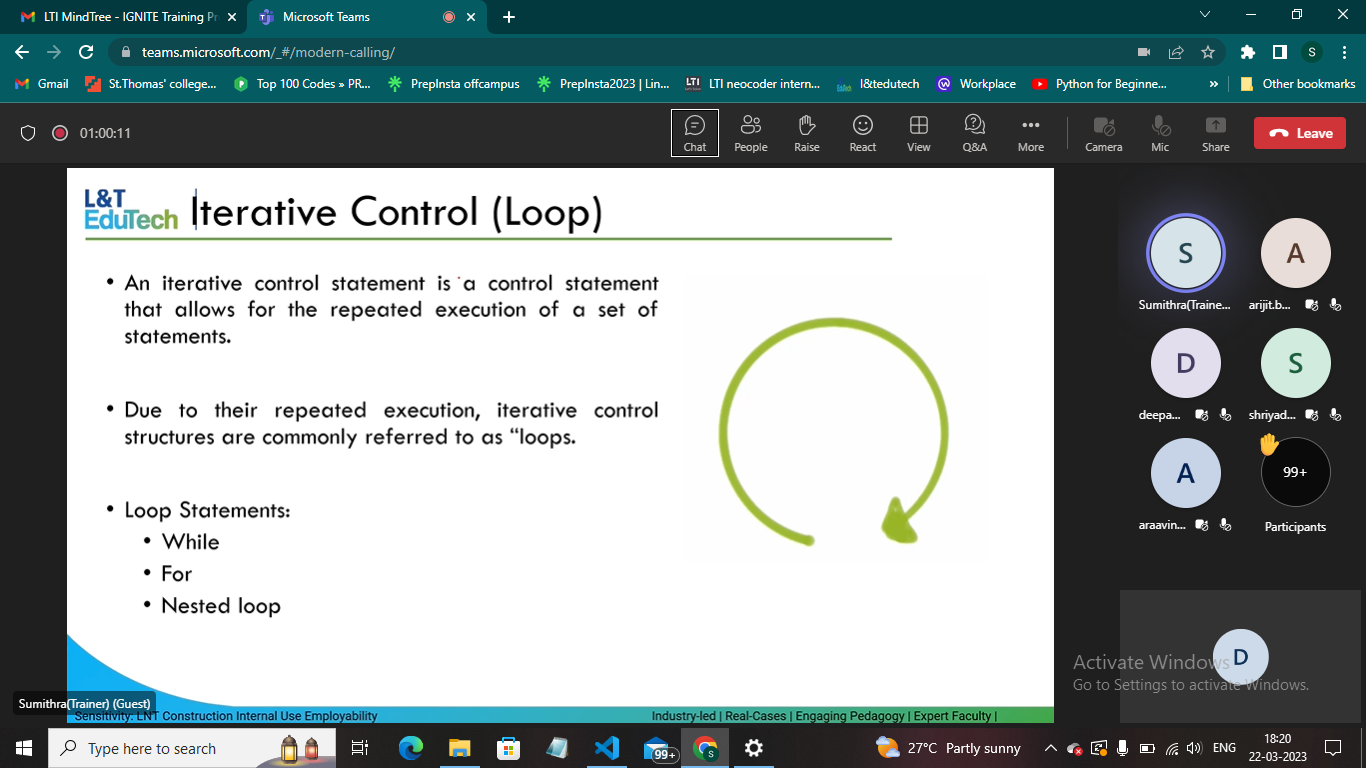 LTI MindTree - IGNITE Training Pr
Microsoft Teams
teams.microsoft.com/_#/modern-calling/
S
Gmail
St.Thomas' college...
Top 100 Codes » PR...
PrepInsta offcampus
PrepInsta2023 | Lin...
LTI
LTI neocoder intern...
l&tedutech
Workplace
Python for Beginne...
»
Other bookmarks
01:00:11
Chat
People
Raise
React
View
Q&A
More
Camera
Mic
Share
Leave
L&T
EduTech
Iterative Control (Loop)
• An iterative control statement is a control statement
that allows for the repeated execution of a set of
statements.
• Due to their repeated execution, iterative control
structures are commonly referred to as “loops.
• Loop Statements:
• While
• For
• Nested loop
Sumithra(Trainer) (Guest)
Sensitivity: LNT Construction Internal Use Employability
Industry-led | Real-Cases | Engaging Pedagogy | Expert Faculty |
S
A
Sumithra(Traine...
arijit.b...
D
S
deepa...
shriyad...
A
99+
araavin...
Participants
D
Activate Windows
Go to Settings to activate Windows.
Type here to search
99+
S
27°C Partly sunny
ENG
18:20
22-03-2023